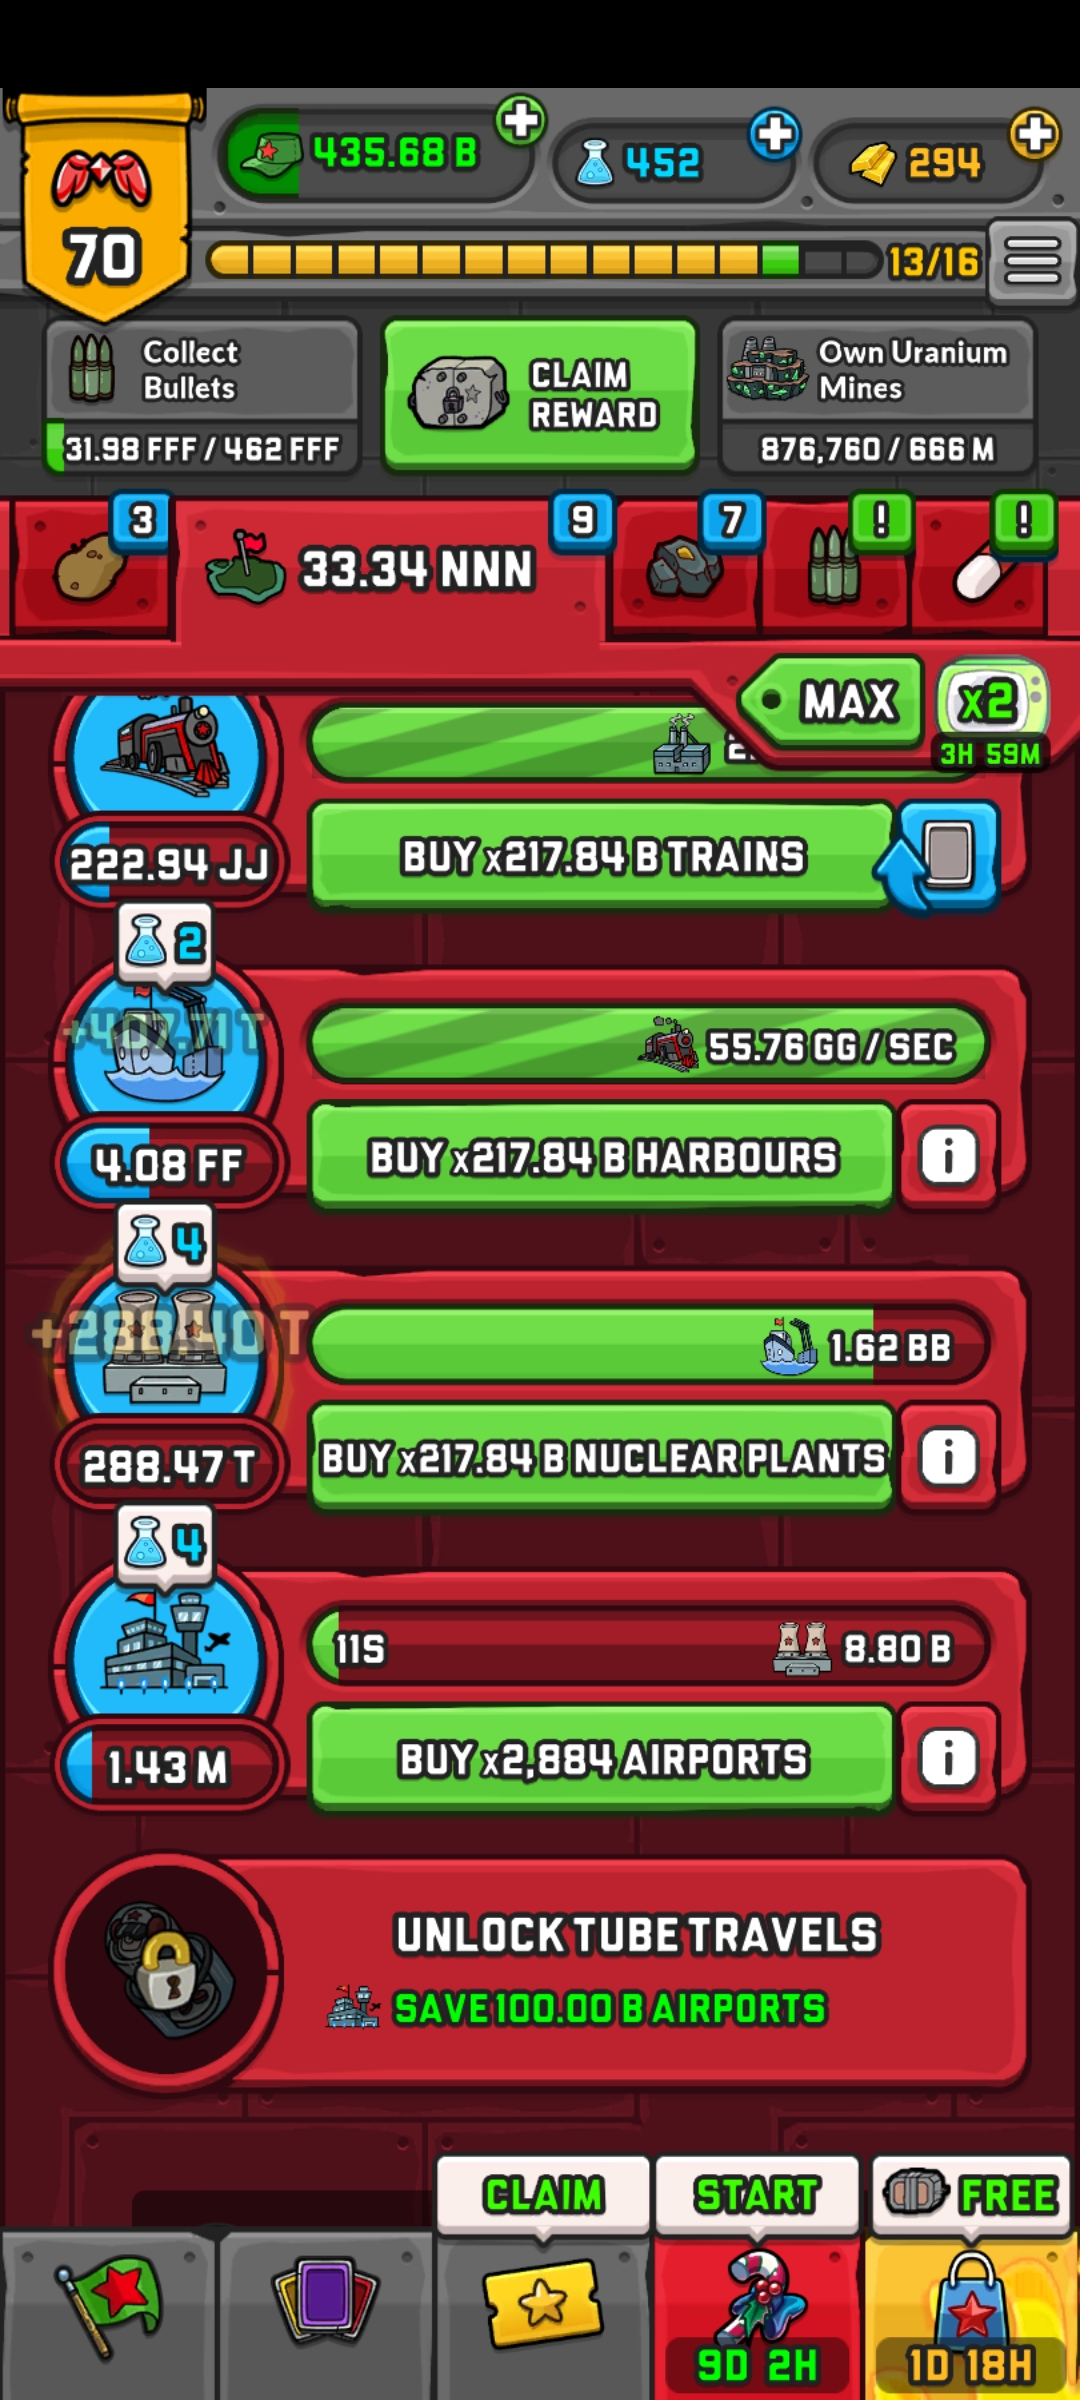 435.68 B
452
294
70
13/16
Collect
Bullets
31.98 FFF / 462 FFF
CLAIM
REWARD
Own Uranium
Mines
876,760 / 666 M
3
33.34 NNN
9
7
!
!
MAX
x2
3H 59M
222.94 JJ
BUY x217.84 B TRAINS
2
+407.71 T
55.76 GG / SEC
4.08 FF
BUY x217.84 B HARBOURS
i
4
+288.40 T
1.62 BB
288.47 T
BUY x217.84 B NUCLEAR PLANTS
i
4
11S
8.80 B
1.43 M
BUY x2,884 AIRPORTS
i
UNLOCK TUBE TRAVELS
SAVE 100.00 B AIRPORTS
CLAIM
START
FREE
9D 2H
1D 18H